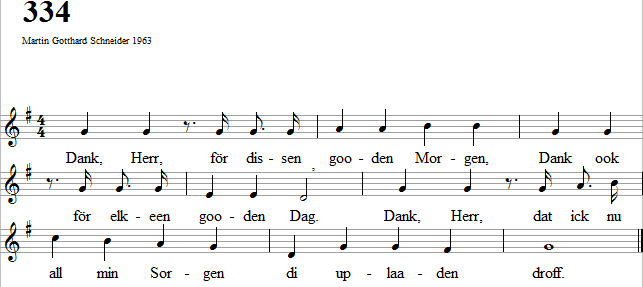 334
Martin Gotthard Schneider 1963
Dank, Herr, för dis - sen goo - den Mor - gen, Dank ook
för elk - een goo - den Dag. Dank, Herr, dat ick nu
all min Sor - gen di up - laa - den droff.